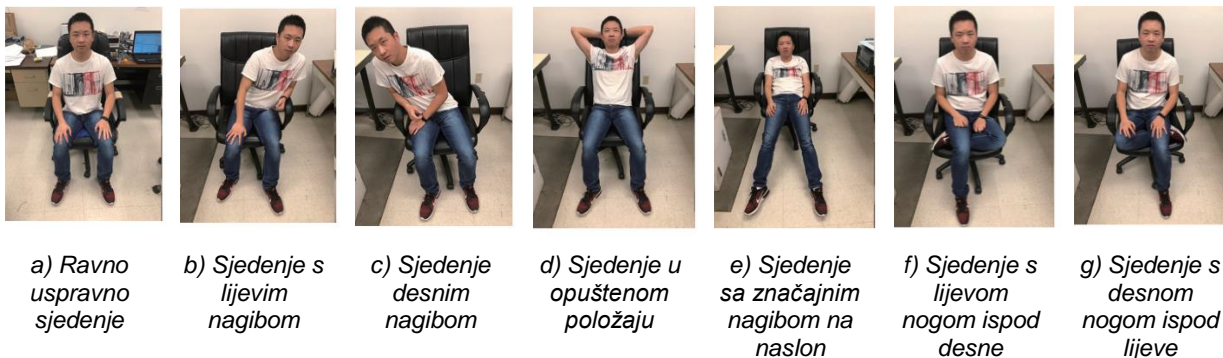 a) Ravno
uspravno
sjedenje
b) Sjedenje s
lijevim
nagibom
c) Sjedenje
desnim
nagibom
d) Sjedenje u
opuštenom
položaju
e) Sjedenje
sa značajnim
nagibom na
naslon
f) Sjedenje s
lijevom
nogom ispod
desne
g) Sjedenje s
desnom
nogom ispod
lijeve